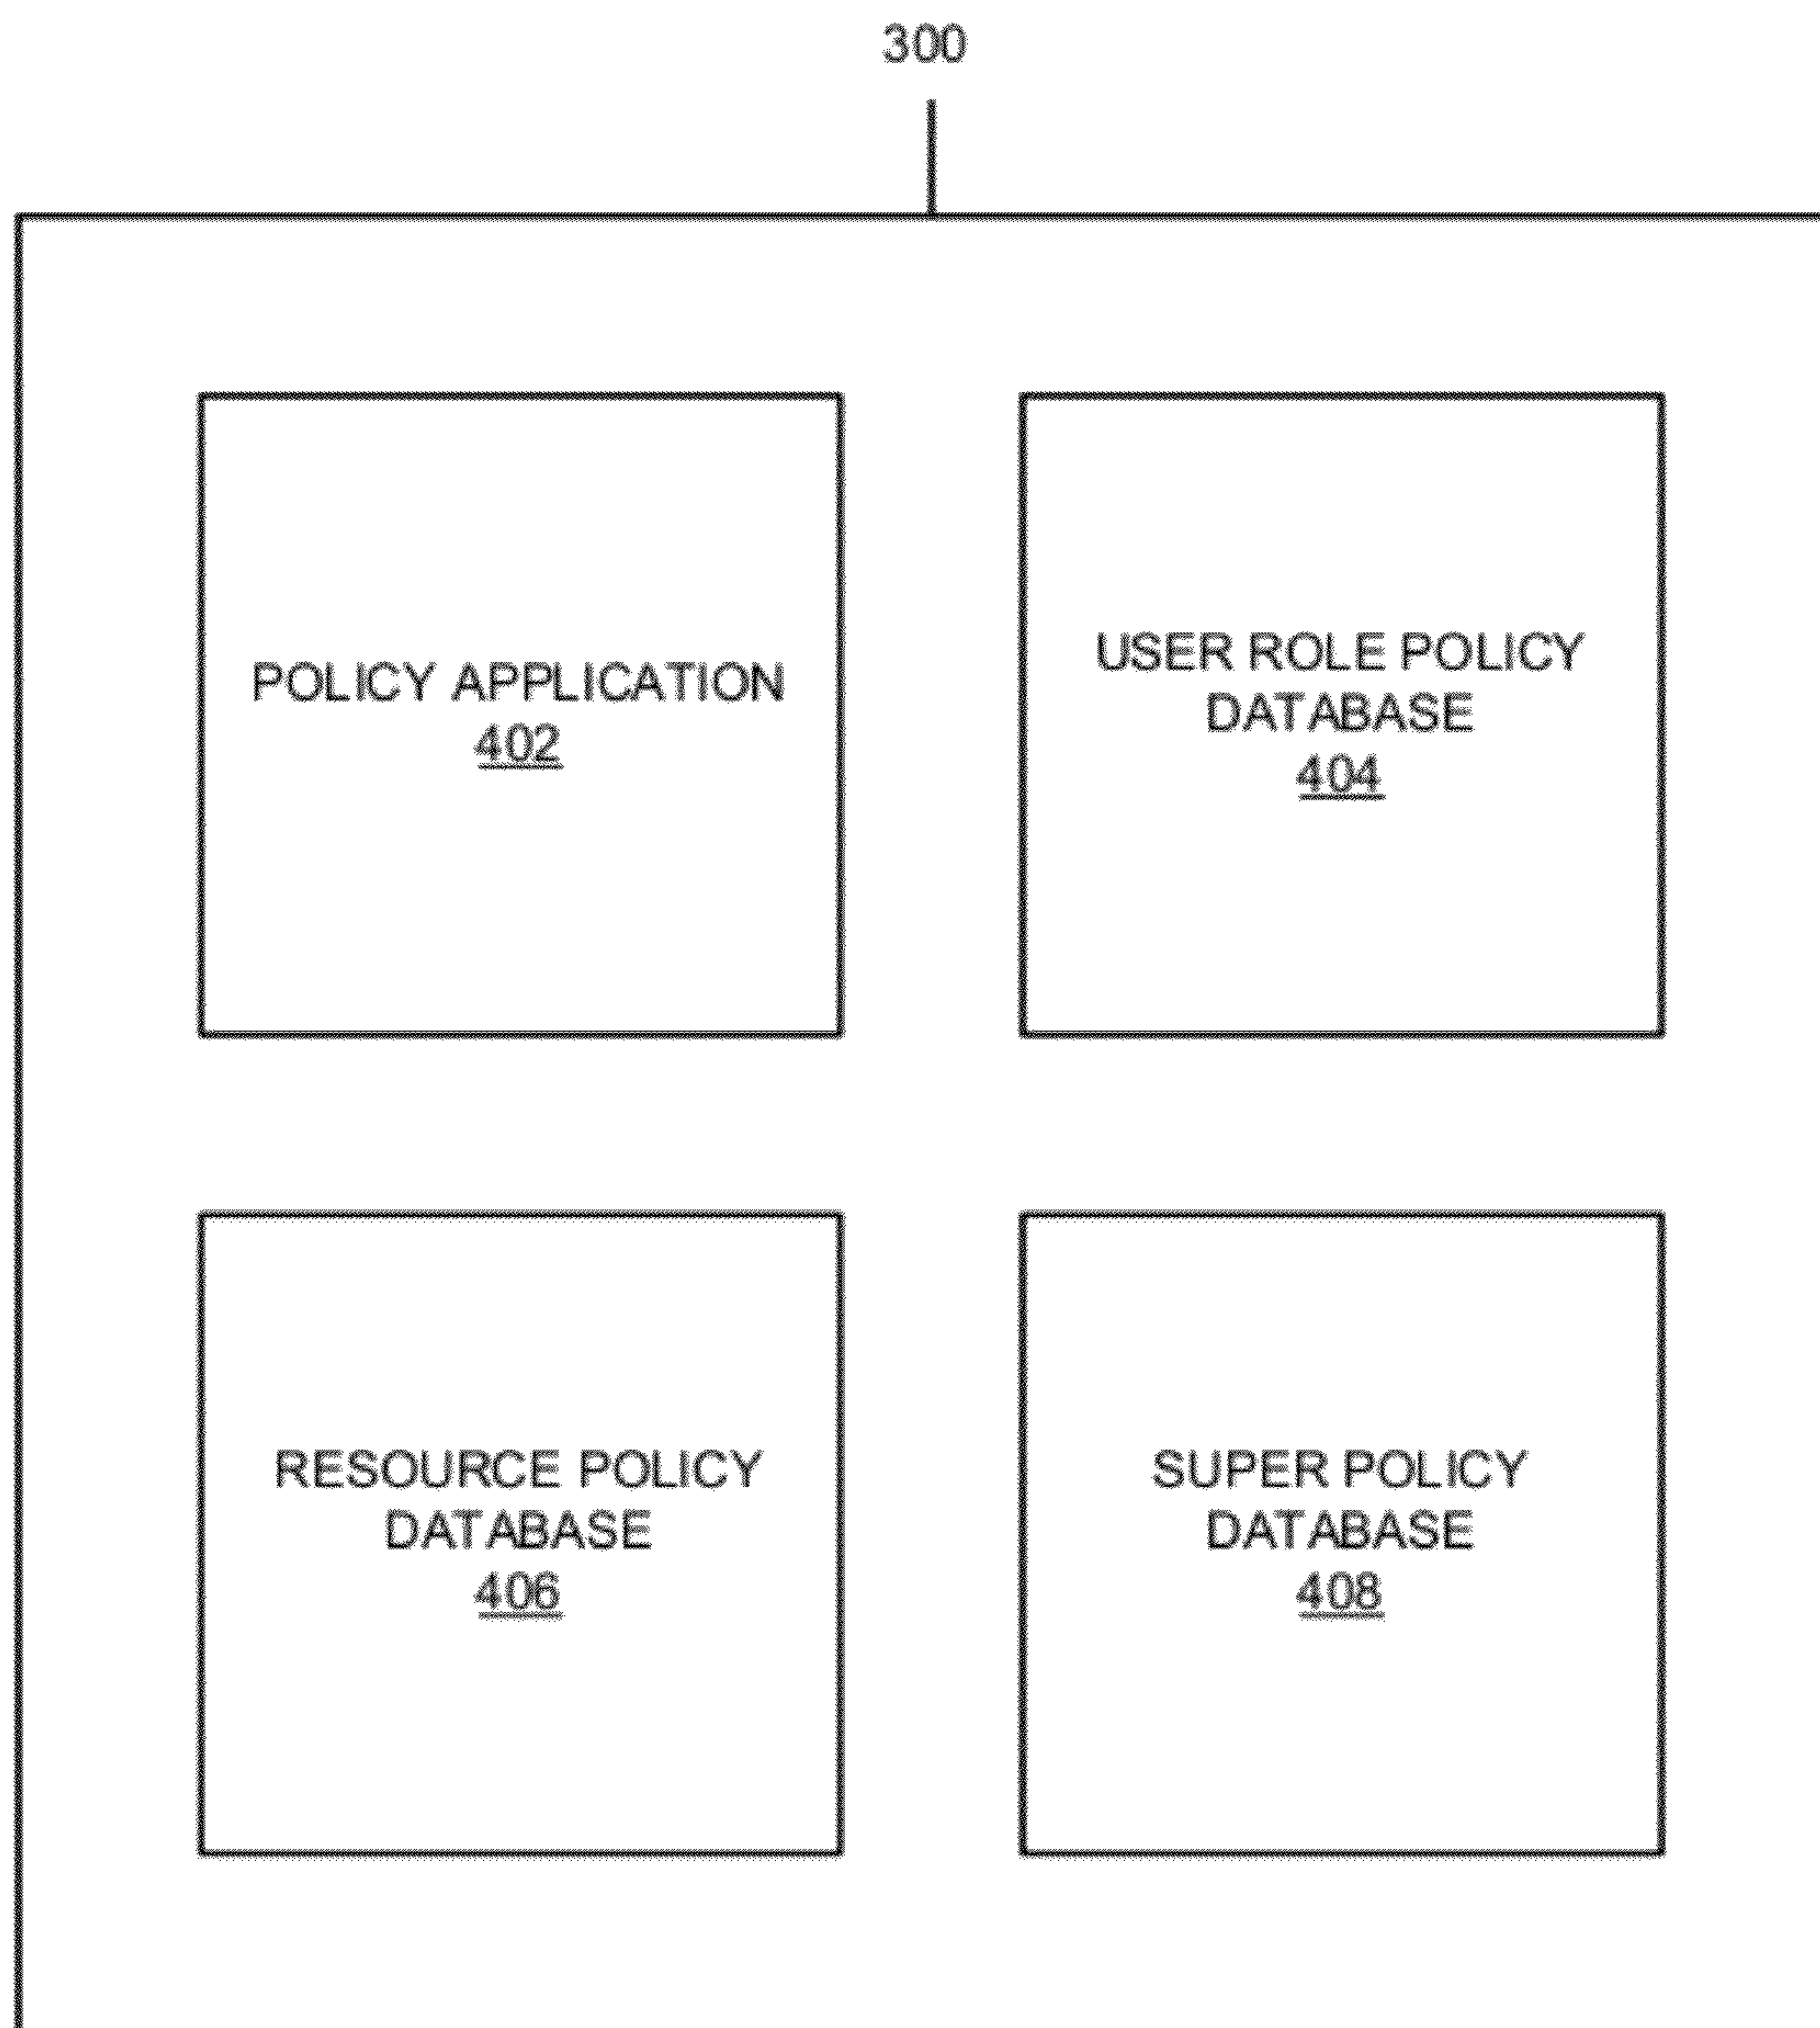 300
POLICY APPLICATION
402
USER ROLE POLICY
DATABASE
404
RESOURCE POLICY
DATABASE
406
SUPER POLICY
DATABASE
408